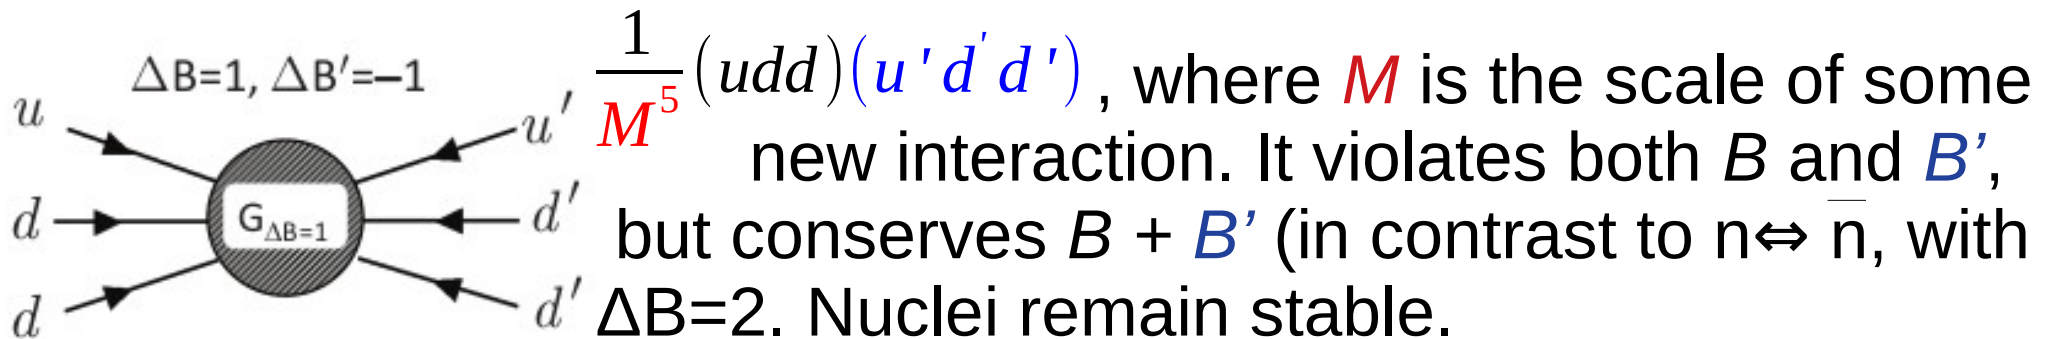 ΔB=1, ΔB′=−1
u
d
d
G_ΔB=1
u′
d′
d′
1/M⁵ (udd)(u'd'd'), where M is the scale of some
new interaction. It violates both B and B’,
but conserves B + B’ (in contrast to n⇔ n̅, with
ΔB=2. Nuclei remain stable.